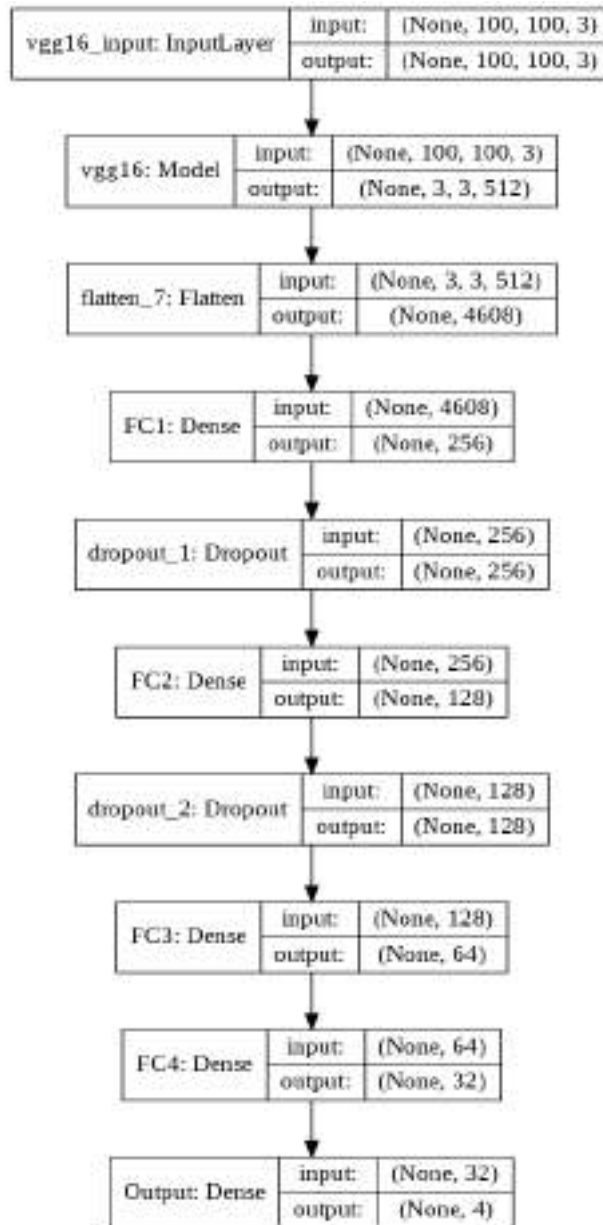 vgg16_input: InputLayer
input: (None, 100, 100, 3)
output: (None, 100, 100, 3)
vgg16: Model
input: (None, 100, 100, 3)
output: (None, 3, 3, 512)
flatten_7: Flatten
input: (None, 3, 3, 512)
output: (None, 4608)
FC1: Dense
input: (None, 4608)
output: (None, 256)
dropout_1: Dropout
input: (None, 256)
output: (None, 256)
FC2: Dense
input: (None, 256)
output: (None, 128)
dropout_2: Dropout
input: (None, 128)
output: (None, 128)
FC3: Dense
input: (None, 128)
output: (None, 64)
FC4: Dense
input: (None, 64)
output: (None, 32)
Output: Dense
input: (None, 32)
output: (None, 4)